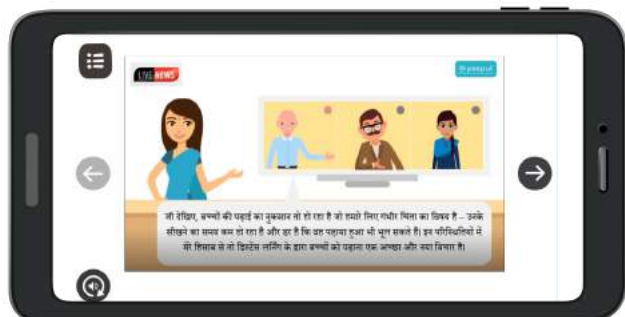 LIVE NEWS
जी देखिए, बच्चों की पढ़ाई का नुकसान तो हो रहा है जो हमारे लिए गंभीर चिंता का विषय है – उनके
सीखने का समय कम हो रहा है और डर है कि वह पढ़ाया हुआ भी भूल सकते है। इन परिस्थितियों में
मेरे हिसाब से तो डिस्टेंस लर्निंग के द्वारा बच्चों को पढ़ाना एक अच्छा और नया विचार है।